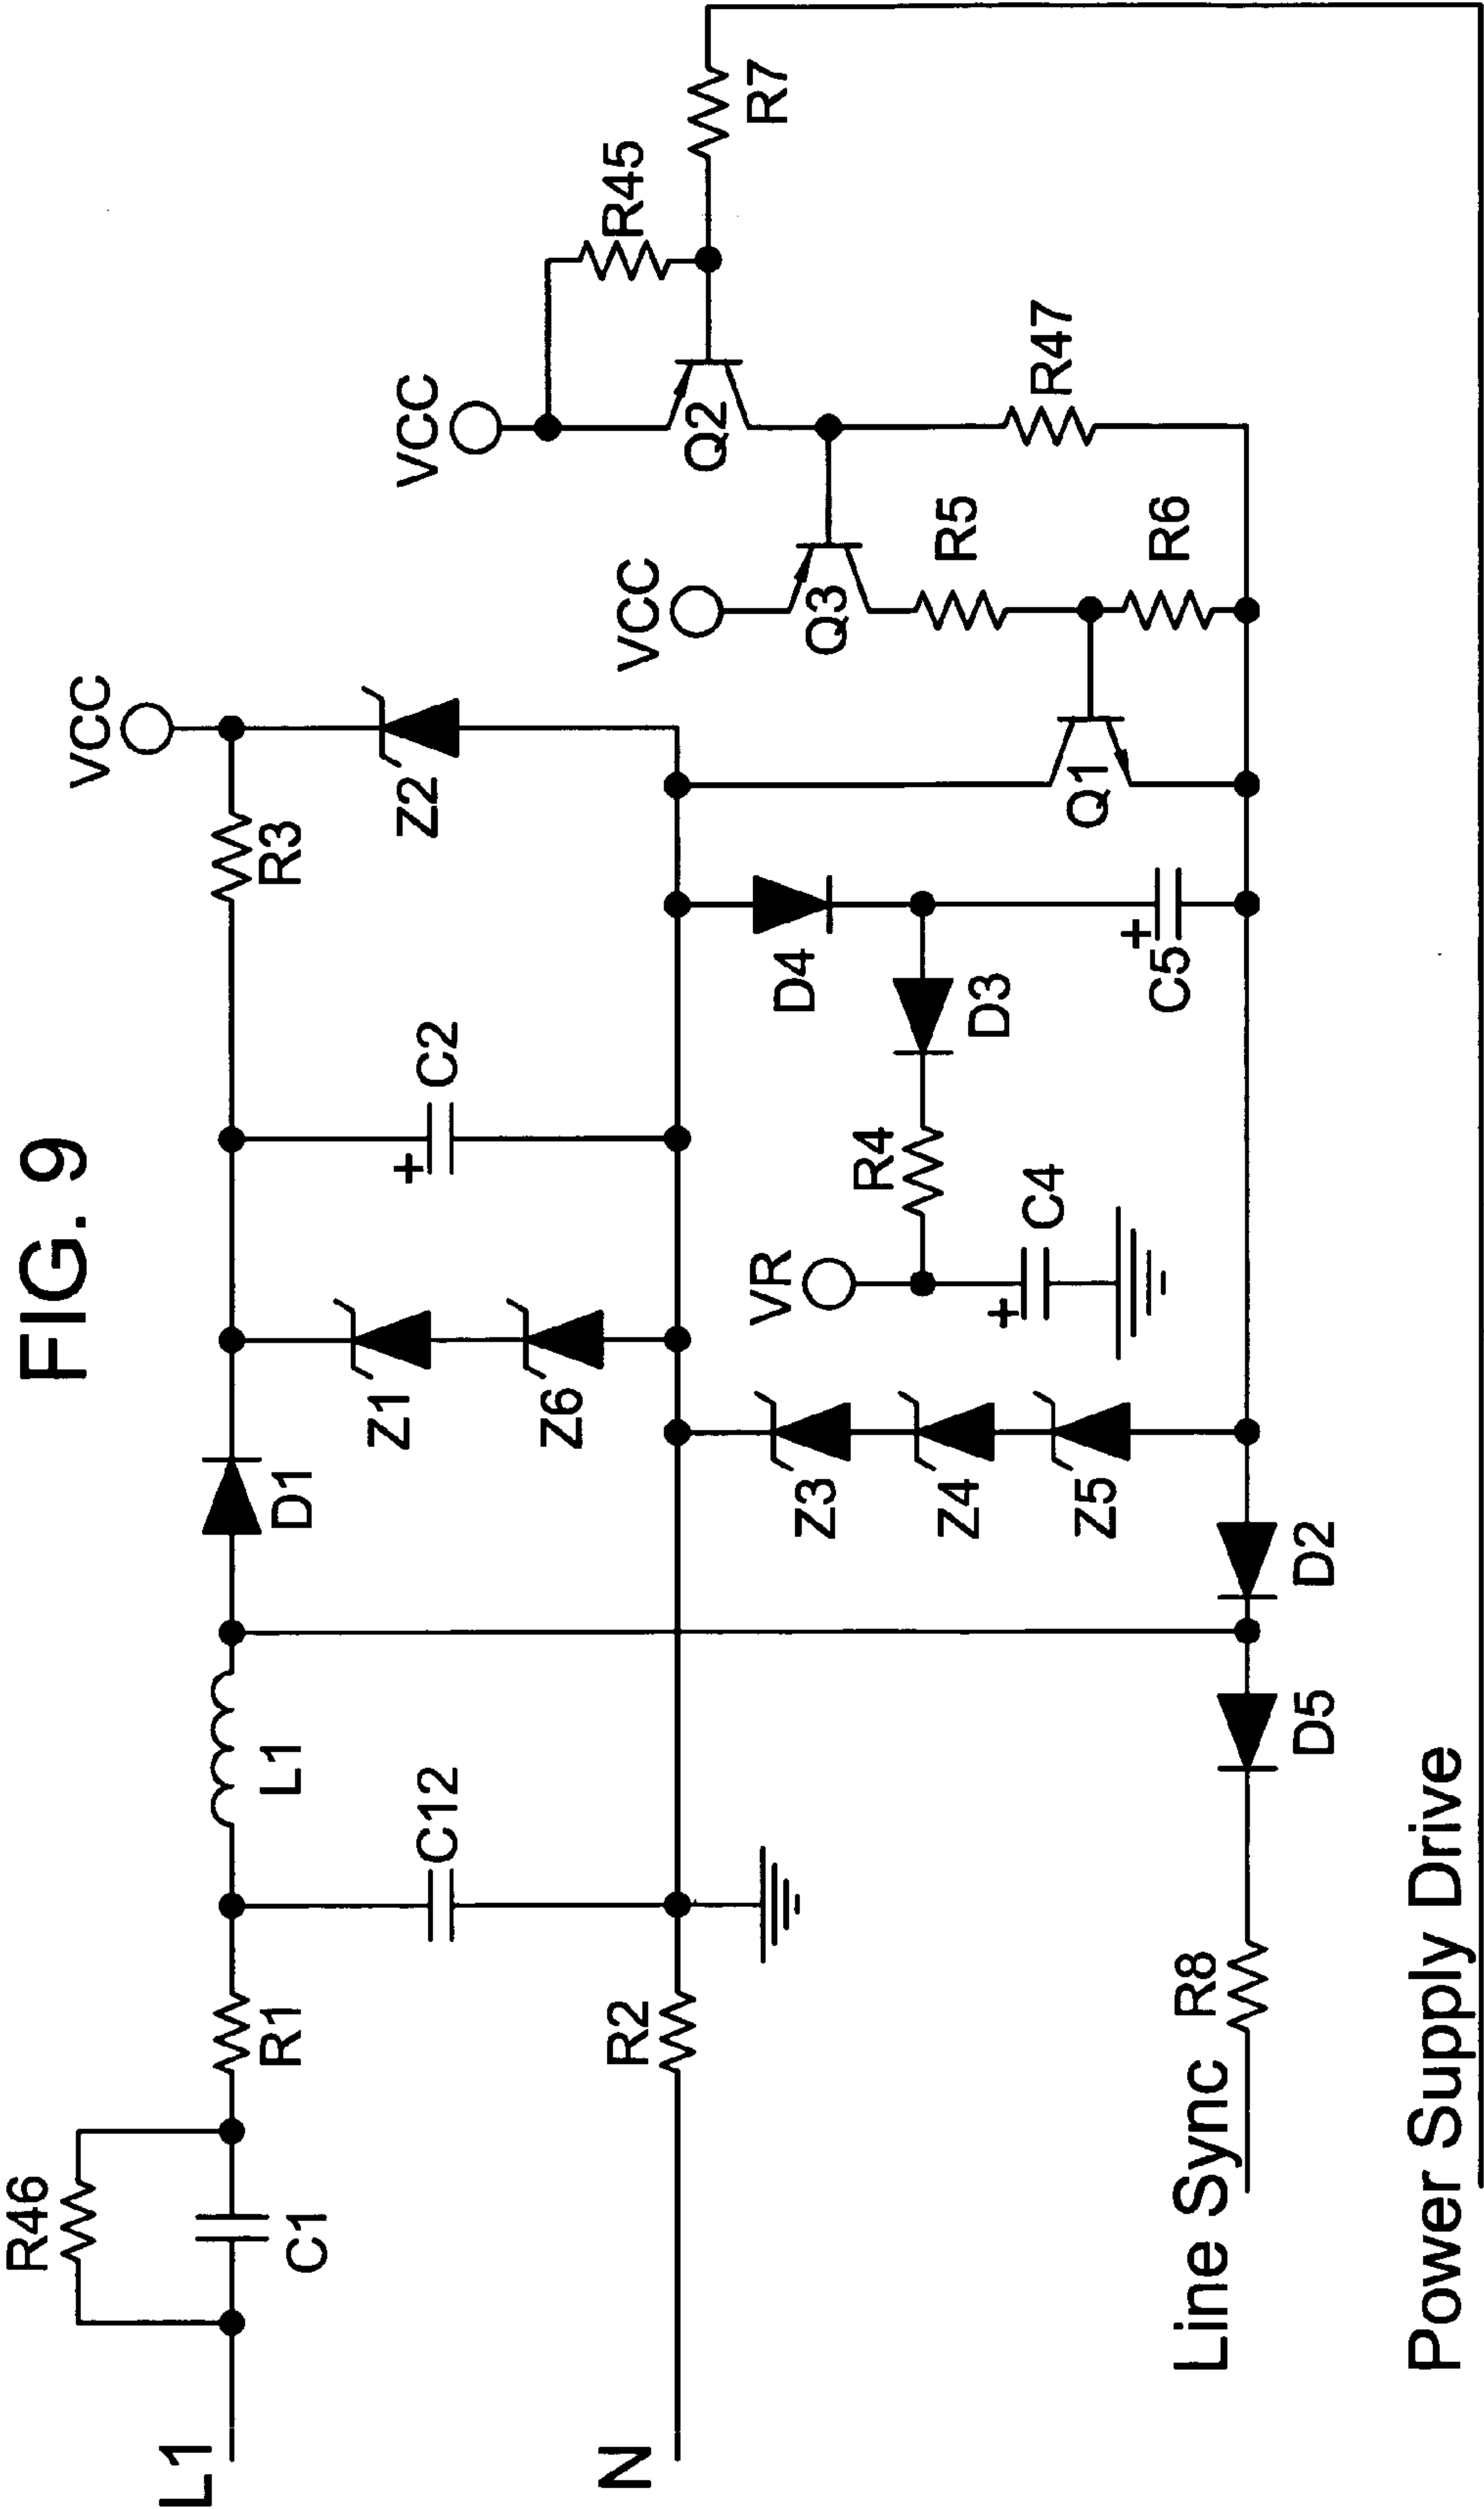 FIG. 9
R46
C1
L1
R1
C12
L1
D1
Z1
Z6
C2
R3
VCC
Z2
N
R2
VCC
VCC
R45
R7
Q2
Q3
R5
R47
R6
Q1
D4
D3
C5
R4
VR
C4
Z3
Z4
Z5
D2
D5
R8
Line Sync
Power Supply Drive